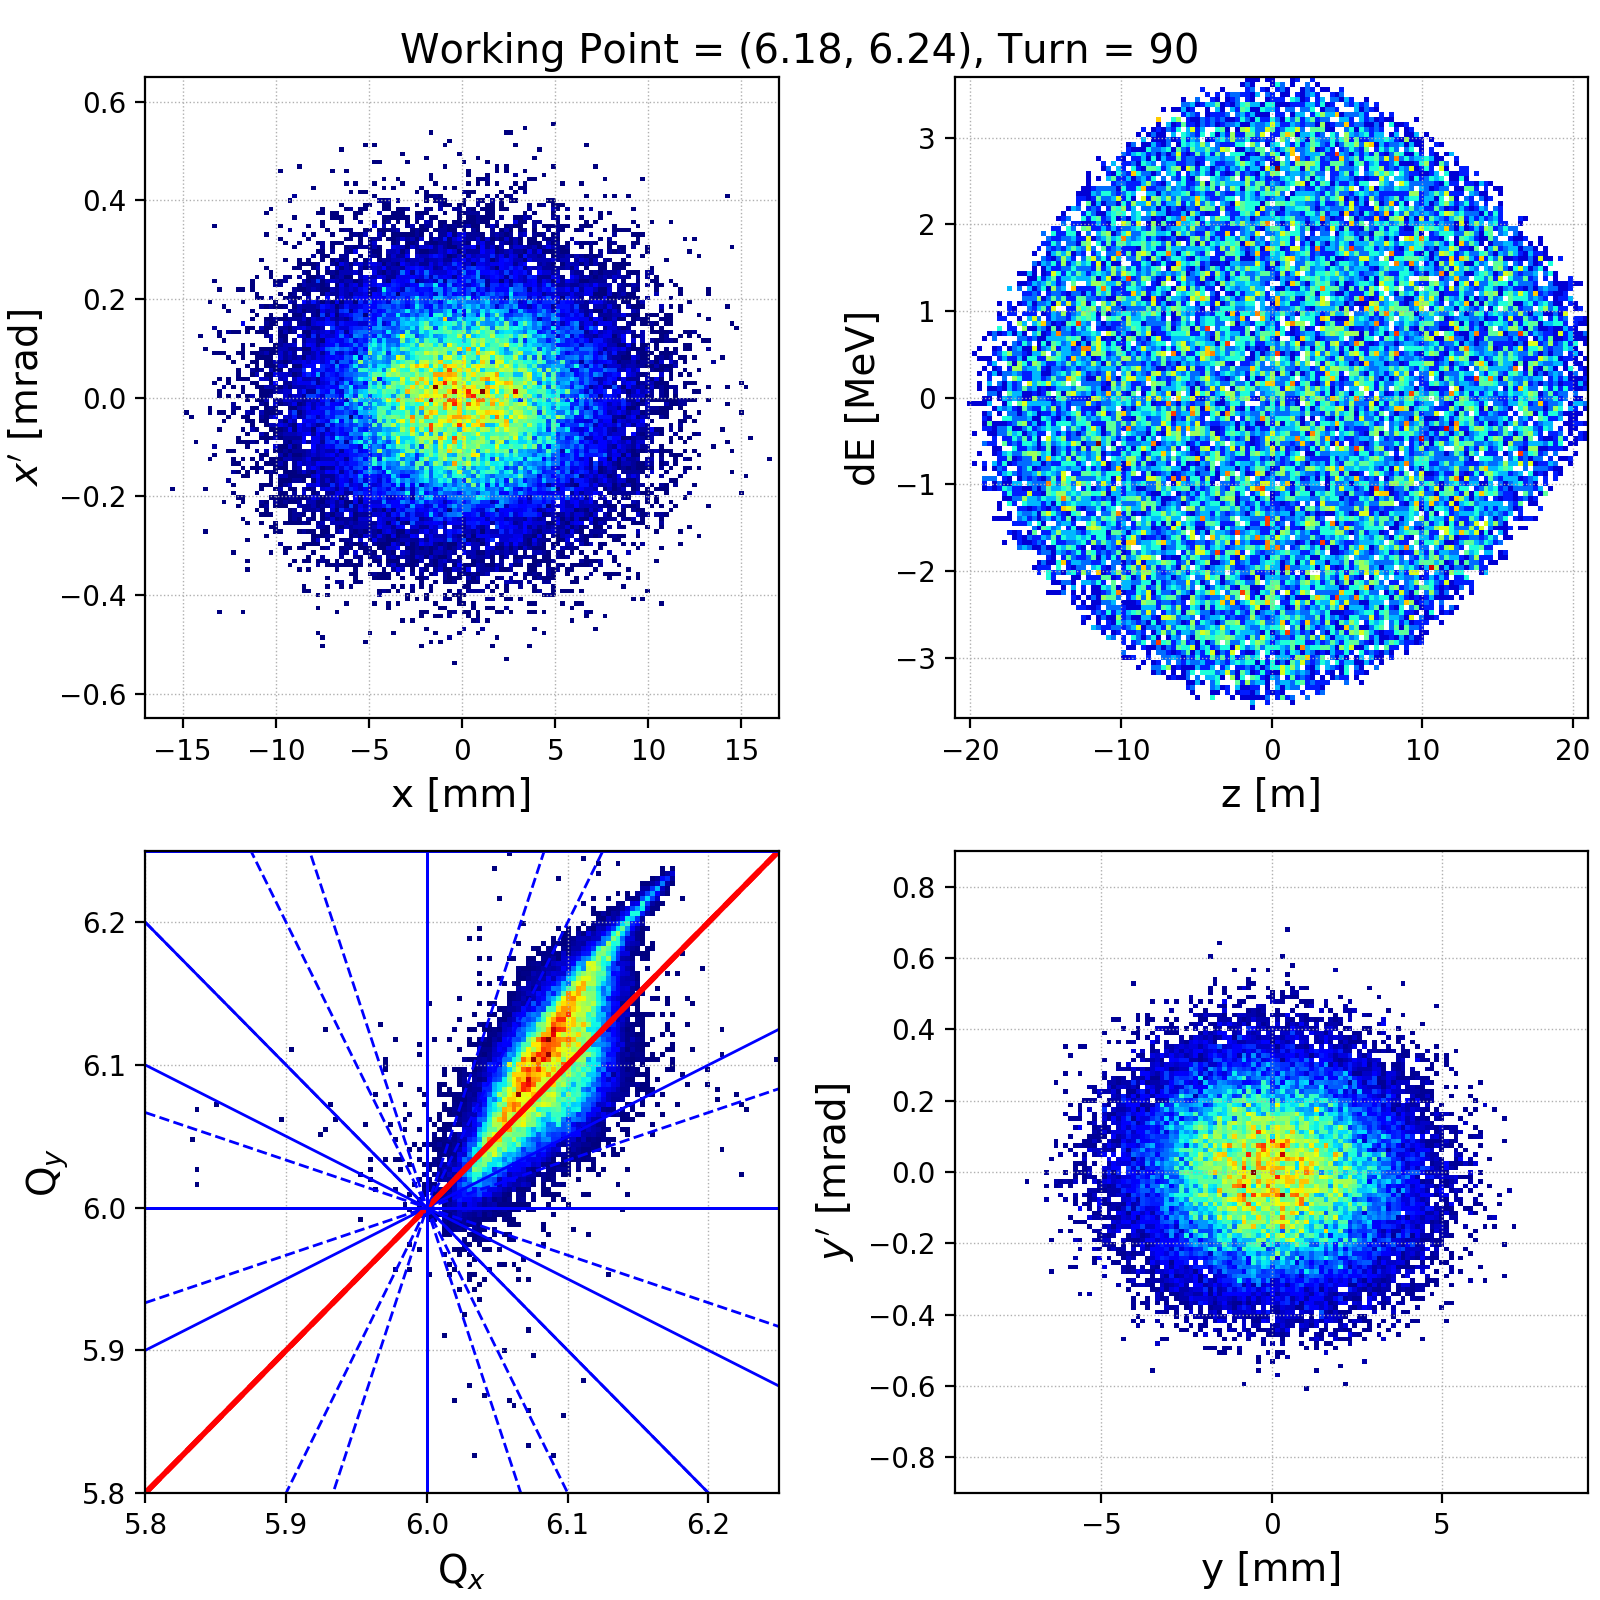 Working Point = (6.18, 6.24), Turn = 90
0.6
0.4
0.2
0.0
−0.2
−0.4
−0.6
x′ [mrad]
−15 −10 −5 0 5 10 15
x [mm]
3
2
1
0
−1
−2
−3
dE [MeV]
−20 −10 0 10 20
z [m]
6.2
6.1
6.0
5.9
5.8
Qy
5.8 5.9 6.0 6.1 6.2
Qx
0.8
0.6
0.4
0.2
0.0
−0.2
−0.4
−0.6
−0.8
y′ [mrad]
−5 0 5
y [mm]